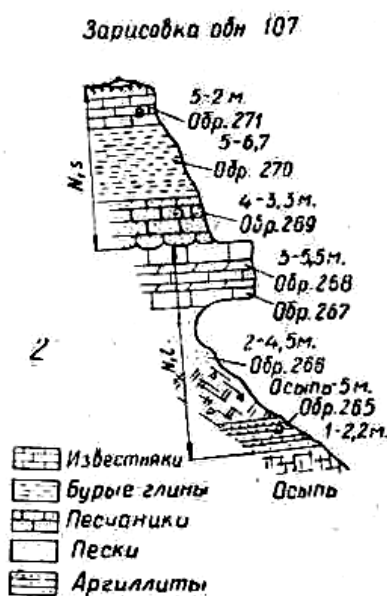 Зарисовка обн 107
5-2 м.
Обр. 271
5-6,7
Обр. 270
4-3,3 м.
Обр. 269
3-5,5 м.
Обр. 268
Обр. 267
2-4,5 м.
Обр. 266
Осыпь-5 м.
Обр. 265
1-2,2 м.
Осыпь
N₁s
N₁l
2
Известняки
Бурые глины
Песчаники
Пески
Аргиллиты